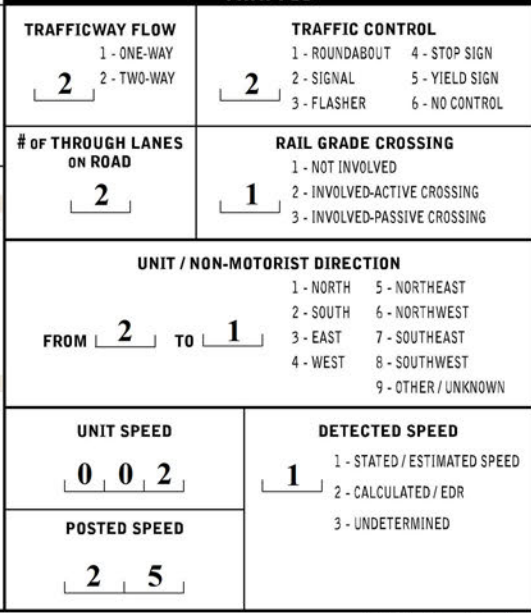 TRAFFICWAY FLOW
1 - ONE-WAY
2 - TWO-WAY
2
TRAFFIC CONTROL
1 - ROUNDABOUT 4 - STOP SIGN
2 - SIGNAL 5 - YIELD SIGN
3 - FLASHER 6 - NO CONTROL
2
# OF THROUGH LANES
ON ROAD
2
RAIL GRADE CROSSING
1 - NOT INVOLVED
2 - INVOLVED-ACTIVE CROSSING
3 - INVOLVED-PASSIVE CROSSING
1
UNIT / NON-MOTORIST DIRECTION
1 - NORTH 5 - NORTHEAST
2 - SOUTH 6 - NORTHWEST
3 - EAST 7 - SOUTHEAST
4 - WEST 8 - SOUTHWEST
9 - OTHER / UNKNOWN
FROM 2 TO 1
UNIT SPEED
0 0 2
DETECTED SPEED
1 - STATED / ESTIMATED SPEED
2 - CALCULATED / EDR
3 - UNDETERMINED
1
POSTED SPEED
2 5